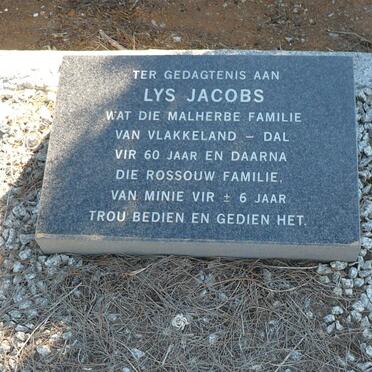 TER GEDAGTENIS AAN
LYS JACOBS
WAT DIE MALHERBE FAMILIE
VAN VLAKKELAND – DAL
VIR 60 JAAR EN DAARNA
DIE ROSSOUW FAMILIE.
VAN MINIE VIR ± 6 JAAR
TROU BEDIEN EN GEDIEN HET.